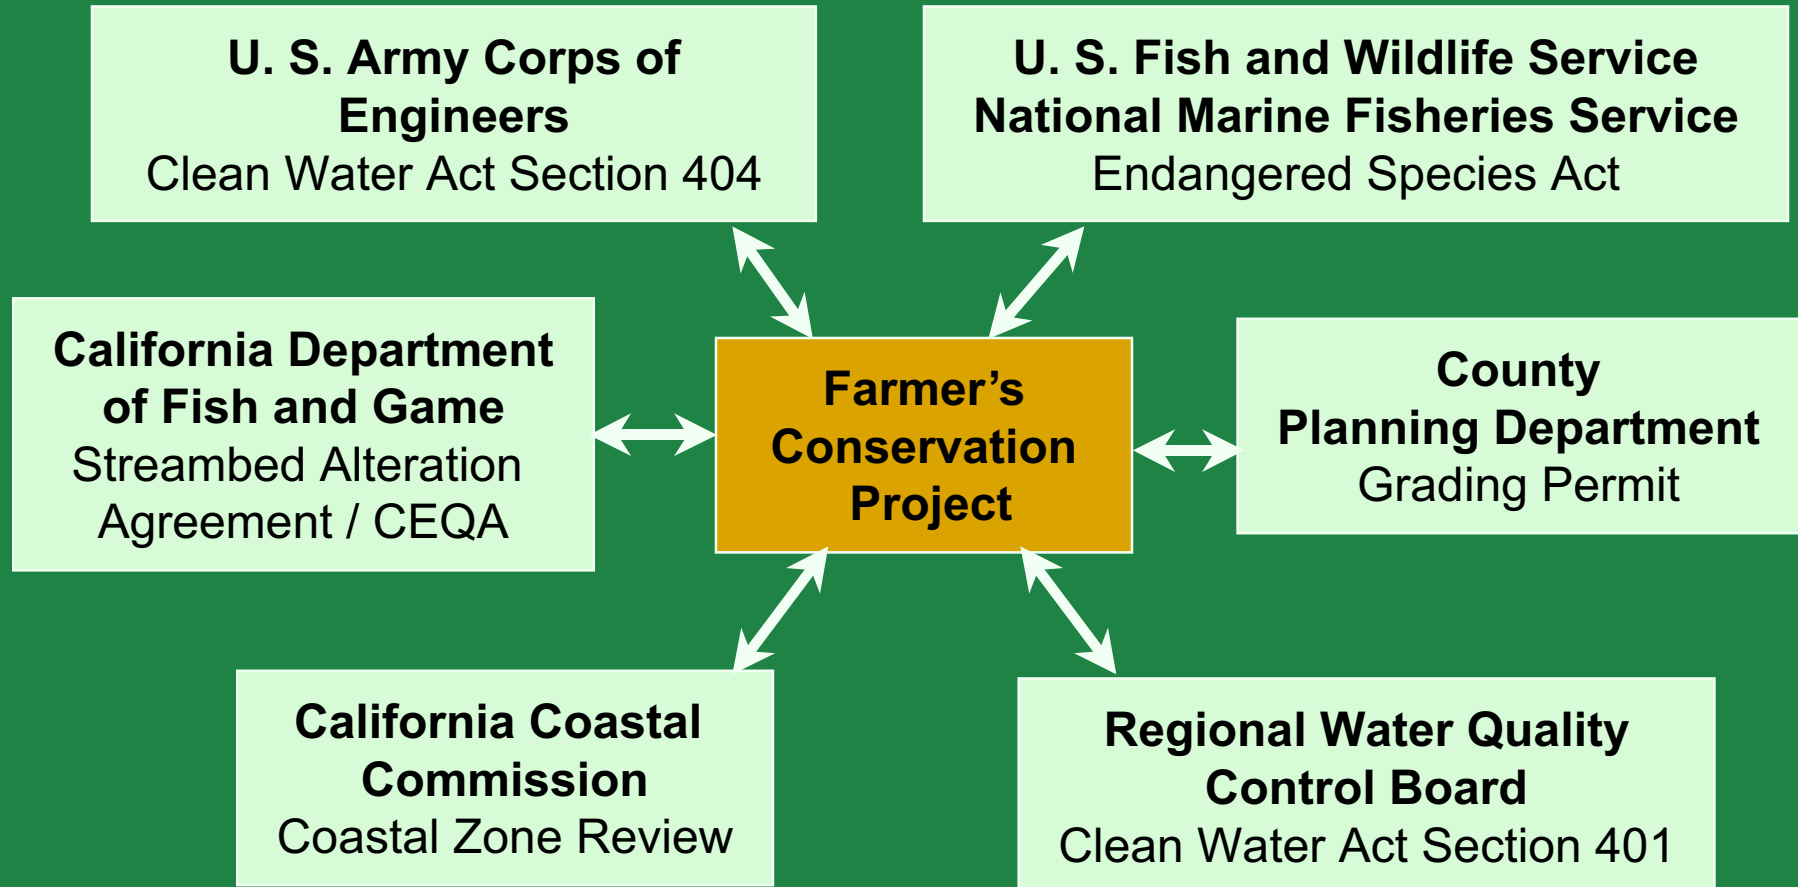 U. S. Army Corps of
Engineers
Clean Water Act Section 404
U. S. Fish and Wildlife Service
National Marine Fisheries Service
Endangered Species Act
California Department
of Fish and Game
Streambed Alteration
Agreement / CEQA
Farmer’s
Conservation
Project
County
Planning Department
Grading Permit
California Coastal
Commission
Coastal Zone Review
Regional Water Quality
Control Board
Clean Water Act Section 401